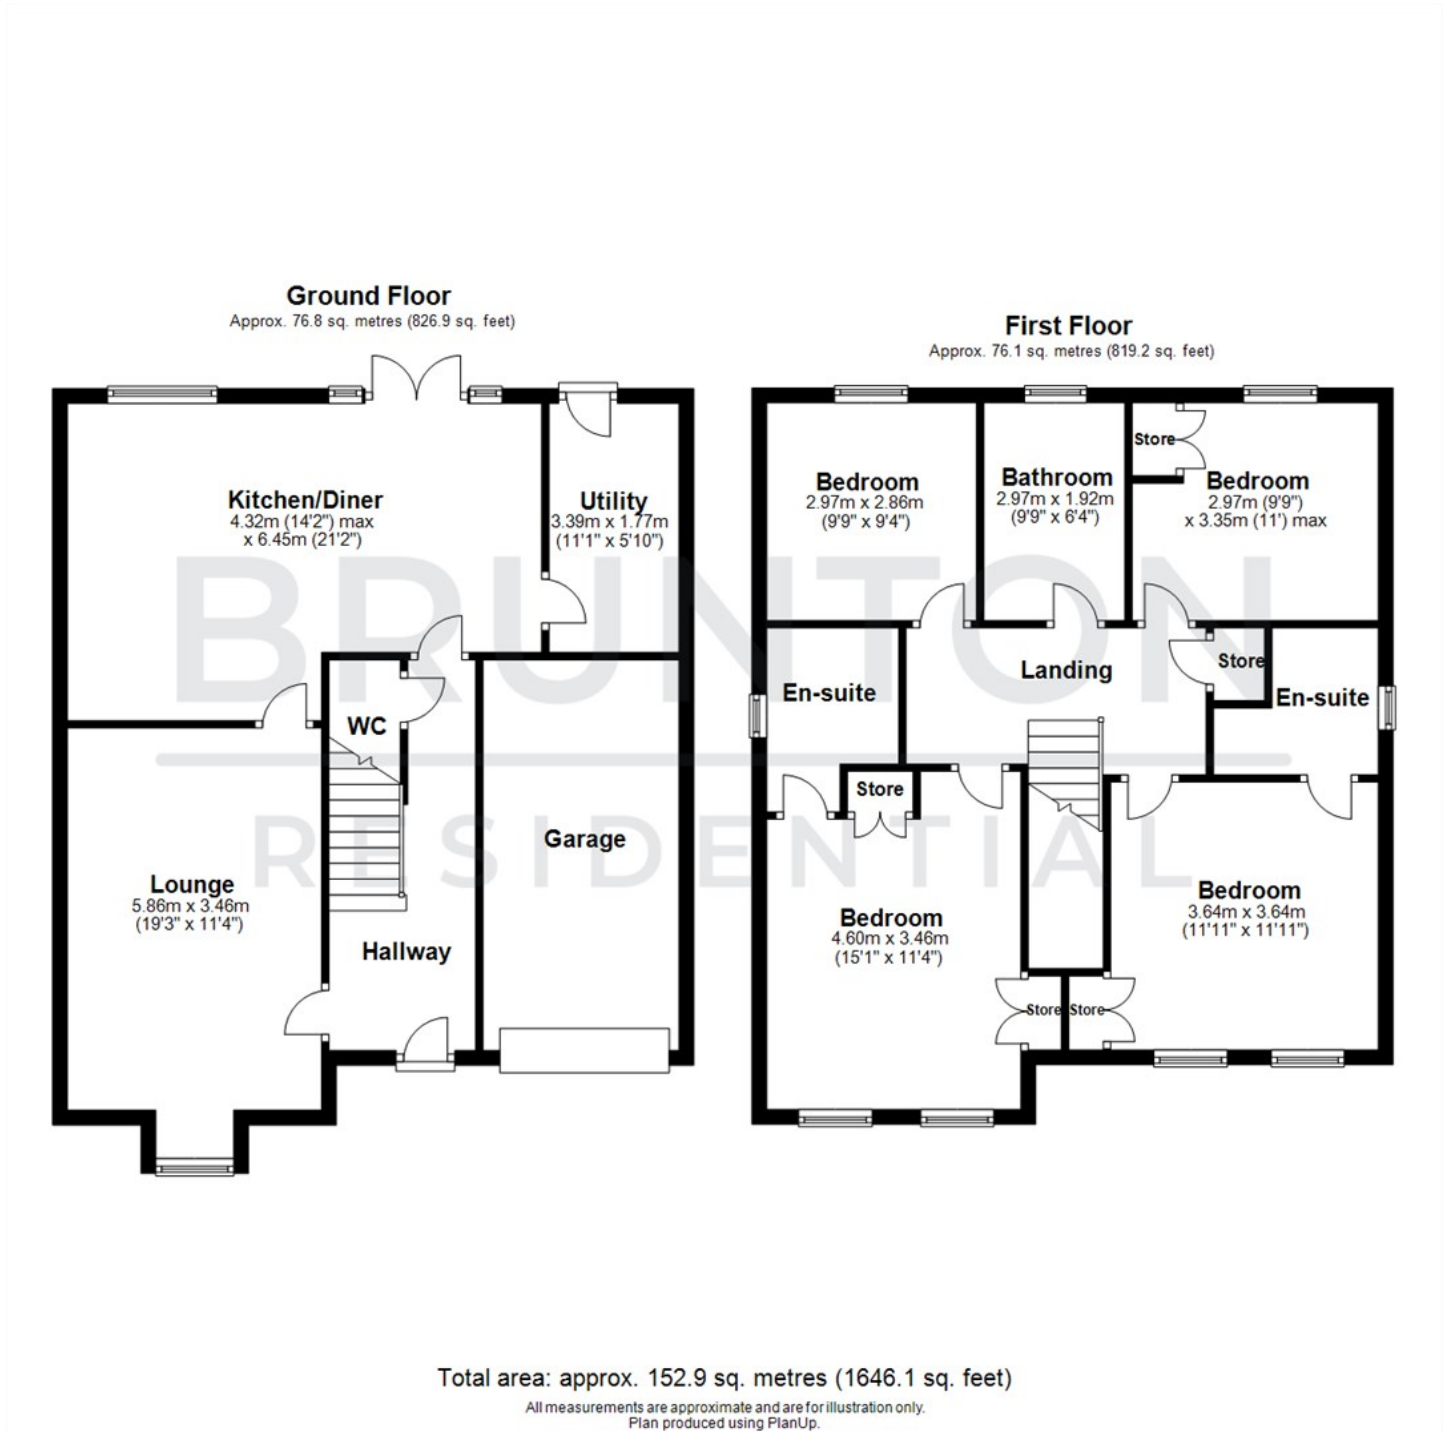 Ground Floor
Approx. 76.8 sq. metres (826.9 sq. feet)
Kitchen/Diner
4.32m (14'2") max
x 6.45m (21'2")
Utility
3.39m x 1.77m
(11'1" x 5'10")
WC
Garage
Lounge
5.86m x 3.46m
(19'3" x 11'4")
Hallway
First Floor
Approx. 76.1 sq. metres (819.2 sq. feet)
Bedroom
2.97m x 2.86m
(9'9" x 9'4")
Bathroom
2.97m x 1.92m
(9'9" x 6'4")
Store
Bedroom
2.97m (9'9")
x 3.35m (11') max
Landing
Store
En-suite
En-suite
Store
Bedroom
4.60m x 3.46m
(15'1" x 11'4")
Bedroom
3.64m x 3.64m
(11'11" x 11'11")
Store
Store
BRUNTON
RESIDENTIAL
Total area: approx. 152.9 sq. metres (1646.1 sq. feet)
All measurements are approximate and are for illustration only.
Plan produced using PlanUp.